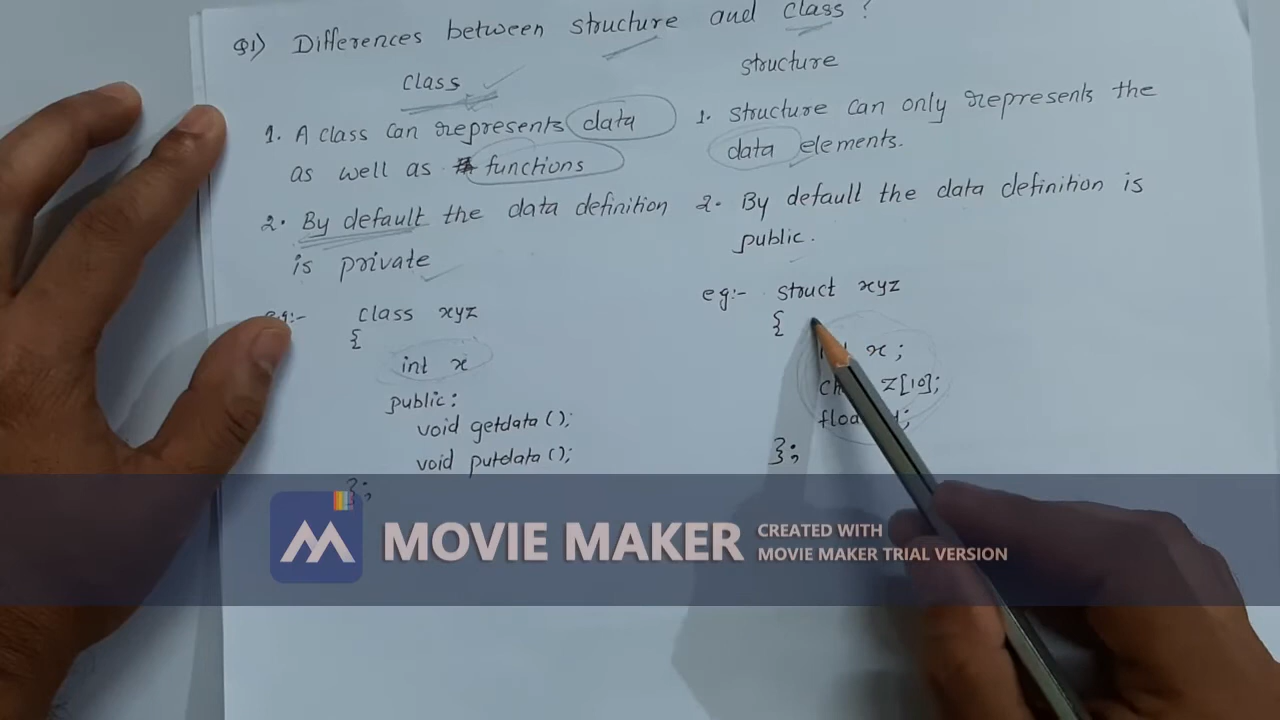 Q1) Differences between structure and class?
class
1. A class can represents data
as well as functions
2. By default the data definition
is private
eg:- class xyz
{
int x
public:
void getdata();
void putdata();
};
structure
1. structure can only represents the
data elements.
2. By defaull the data definition is
public.
eg:- struct xyz
{
x;
z[10];
};
MOVIE MAKER
CREATED WITH
MOVIE MAKER TRIAL VERSION